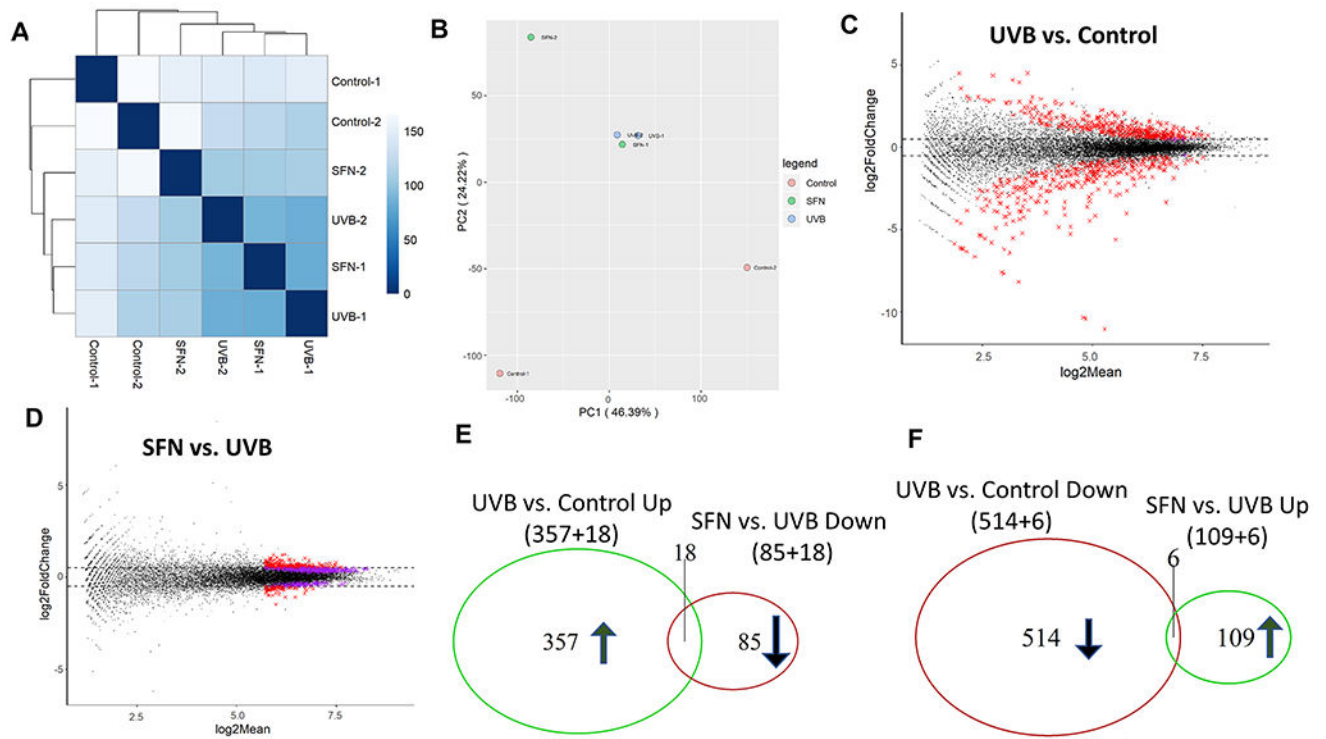 A
Control-1
Control-2
SFN-2
UVB-2
SFN-1
UVB-1
150
100
50
0
Control-1
Control-2
SFN-2
UVB-2
SFN-1
UVB-1
B
SFN-2
UVB-1
SFN-1
Control-2
Control-1
50
0
-50
-100
-100
0
100
PC2 ( 24.22% )
PC1 ( 46.39% )
legend
Control
SFN
UVB
C
UVB vs. Control
5
0
-5
-10
2.5
5.0
7.5
log2FoldChange
log2Mean
D
SFN vs. UVB
5
0
-5
2.5
5.0
7.5
log2FoldChange
log2Mean
E
UVB vs. Control Up
(357+18)
SFN vs. UVB Down
(85+18)
18
357
85
F
UVB vs. Control Down
(514+6)
SFN vs. UVB Up
(109+6)
6
514
109